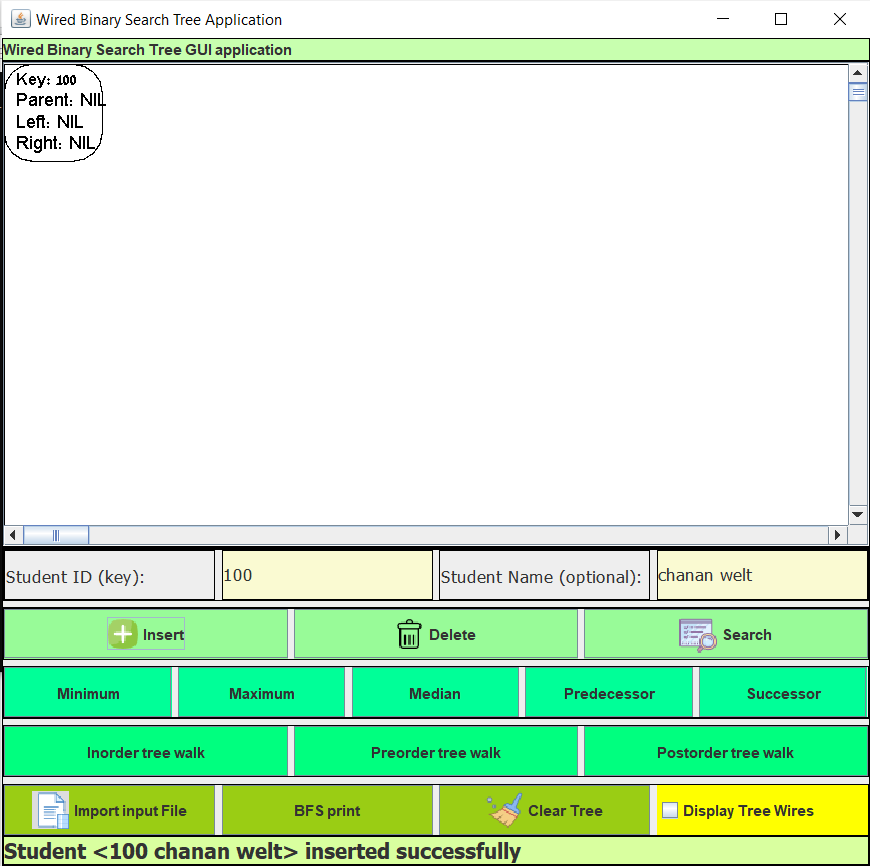 Wired Binary Search Tree Application
Wired Binary Search Tree GUI application
Key: 100
Parent: NIL
Left: NIL
Right: NIL
Student ID (key):
100
Student Name (optional):
chanan welt
Insert
Delete
Search
Minimum
Maximum
Median
Predecessor
Successor
Inorder tree walk
Preorder tree walk
Postorder tree walk
Import input File
BFS print
Clear Tree
Display Tree Wires
Student <100 chanan welt> inserted successfully